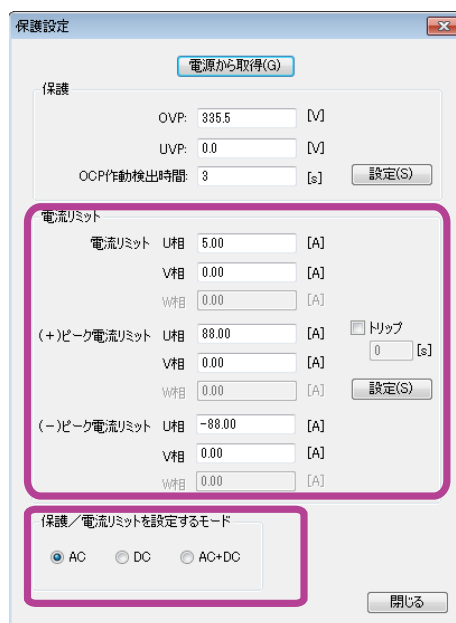 保護設定
電源から取得(G)
保護
OVP: 335.5 [V]
UVP: 0.0 [V]
OCP作動検出時間: 3 [s] 設定(S)
電流リミット
電流リミット U相 5.00 [A]
V相 0.00 [A]
W相 0.00 [A]
(+)ピーク電流リミット U相 88.00 [A] トリップ
0 [s]
V相 0.00 [A]
W相 0.00 [A] 設定(S)
(-)ピーク電流リミット U相 -88.00 [A]
V相 0.00 [A]
W相 0.00 [A]
保護/電流リミットを設定するモード
AC DC AC+DC
閉じる